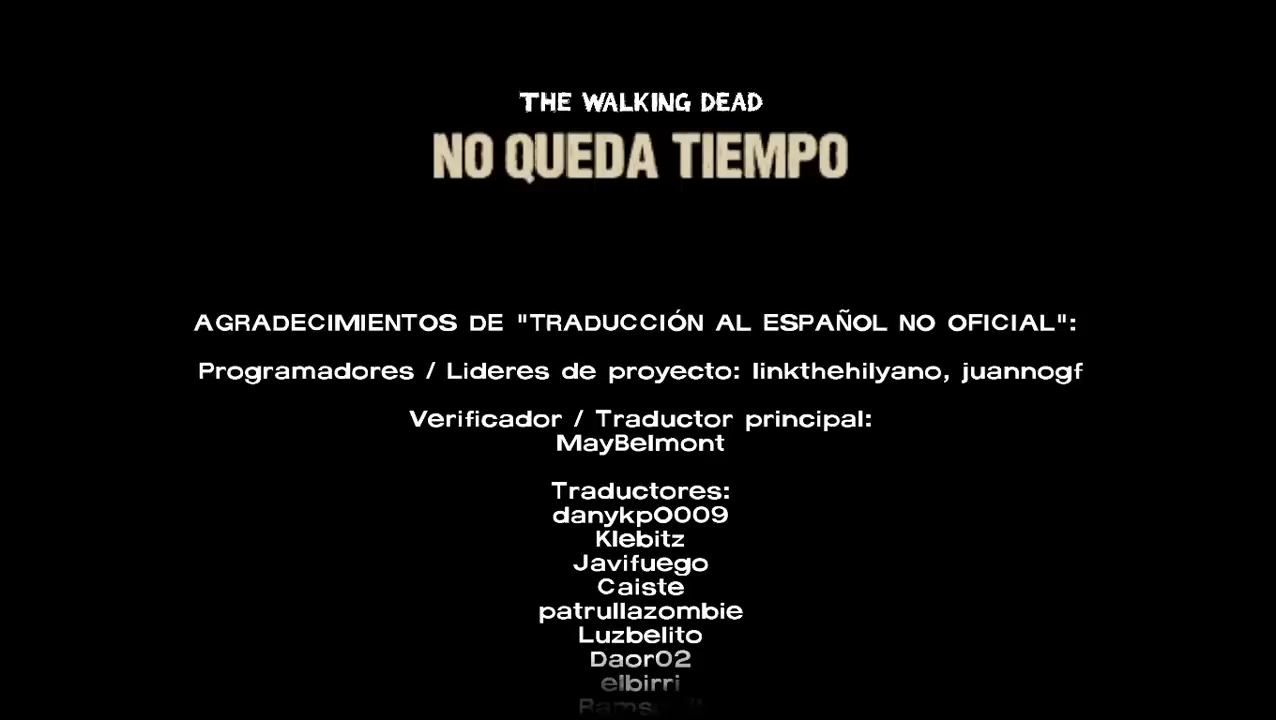 THE WALKING DEAD
NO QUEDA TIEMPO
AGRADECIMIENTOS DE "TRADUCCIÓN AL ESPAÑOL NO OFICIAL":
Programadores / Lideres de proyecto: linkthehilyano, juannogf
Verificador / Traductor principal:
MayBelmont
Traductores:
danykp0009
Klebitz
Javifuego
Caiste
patrullazombie
Luzbelito
Daor02
elbirri